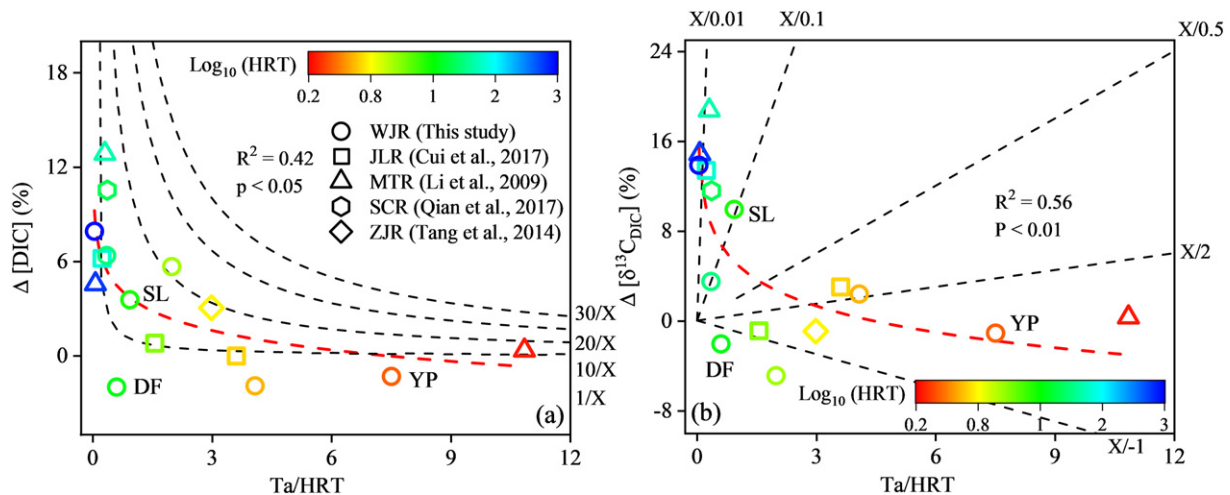 (a)
Δ [DIC] (%)
18
12
6
0
Log₁₀ (HRT)
0.2 0.8 1 2 3
R² = 0.42
p < 0.05
WJR (This study)
JLR (Cui et al., 2017)
MTR (Li et al., 2009)
SCR (Qian et al., 2017)
ZJR (Tang et al., 2014)
SL
DF
YP
30/X
20/X
10/X
1/X
0 3 6 9 12
Ta/HRT
(b)
Δ [δ¹³C_DIC] (%)
24
16
8
0
-8
X/0.01 X/0.1
X/0.5
X/2
X/-1
R² = 0.56
P < 0.01
SL
DF
YP
Log₁₀ (HRT)
0.2 0.8 1 2 3
0 3 6 9 12
Ta/HRT